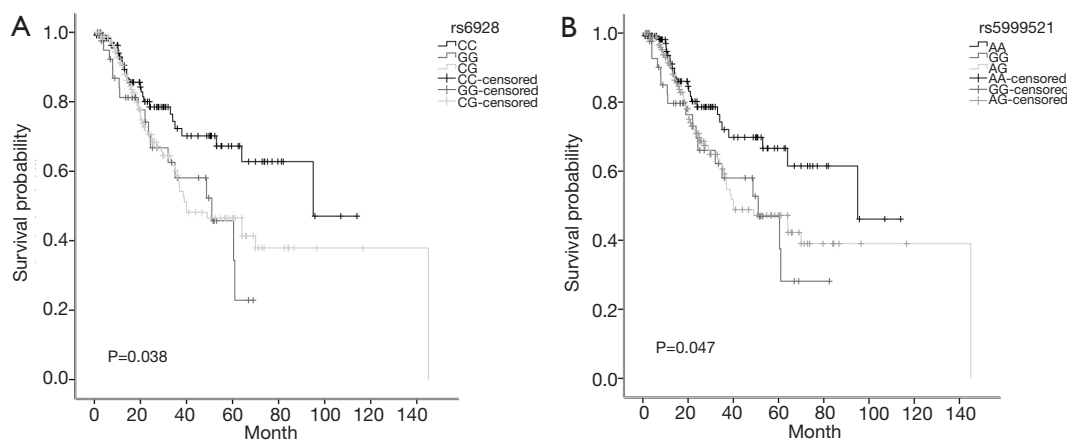 A
rs6928
CC
GG
CG
CC-censored
GG-censored
CG-censored
1.0
0.8
0.6
0.4
0.2
0.0
Survival probability
P=0.038
0 20 40 60 80 100 120 140
Month
B
rs5999521
AA
GG
AG
AA-censored
GG-censored
AG-censored
1.0
0.8
0.6
0.4
0.2
0.0
Survival probability
P=0.047
0 20 40 60 80 100 120 140
Month